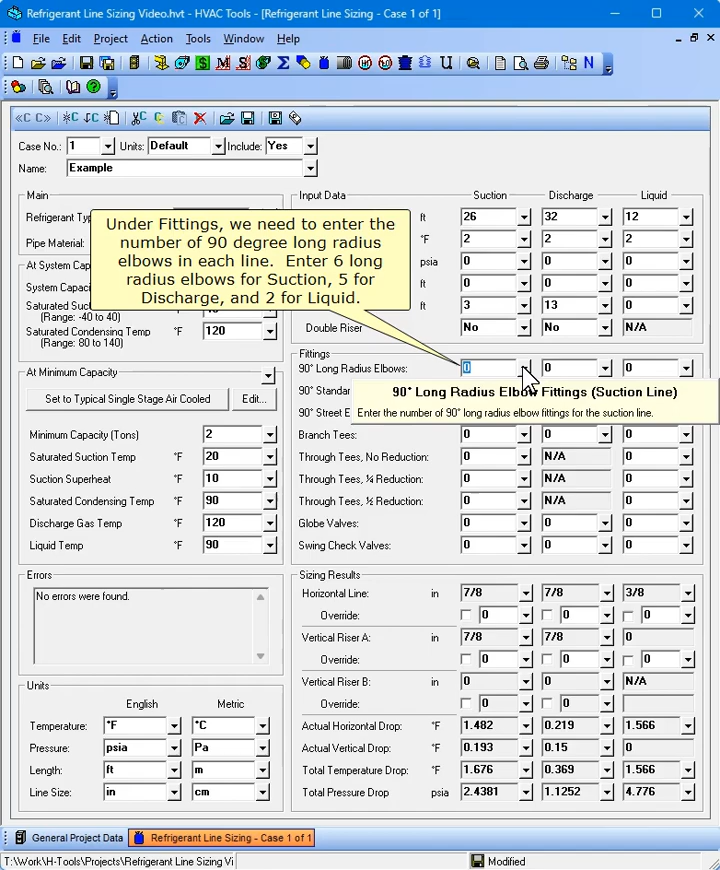 Refrigerant Line Sizing Video.hvt - HVAC Tools - [Refrigerant Line Sizing - Case 1 of 1]
File Edit Project Action Tools Window Help
Case No.: 1 Units: Default Include: Yes
Name: Example
Main
Refrigerant Ty
Pipe Material:
At System Cap
System Capaci
Saturated Suct
(Range: -40 to 40)
Saturated Condensing Temp °F 120
(Range: 80 to 140)
Under Fittings, we need to enter the
number of 90 degree long radius
elbows in each line. Enter 6 long
radius elbows for Suction, 5 for
Discharge, and 2 for Liquid.
Input Data Suction Discharge Liquid
ft 26 32 12
°F 2 2 2
psia 0 0 0
ft 0 0 0
ft 3 13 0
Double Riser No No N/A
At Minimum Capacity
Set to Typical Single Stage Air Cooled Edit...
Minimum Capacity (Tons) 2
Saturated Suction Temp °F 20
Suction Superheat °F 10
Saturated Condensing Temp °F 90
Discharge Gas Temp °F 120
Liquid Temp °F 90
Fittings
90° Long Radius Elbows: 0 0 0
90° Standa
90° Long Radius Elbow Fittings (Suction Line)
90° Street E
Enter the number of 90° long radius elbow fittings for the suction line.
Branch Tees: 0 0 0
Through Tees, No Reduction: 0 N/A 0
Through Tees, ¼ Reduction: 0 N/A 0
Through Tees, ½ Reduction: 0 N/A 0
Globe Valves: 0 0 0
Swing Check Valves: 0 0 0
Errors
No errors were found.
Units
English Metric
Temperature: °F °C
Pressure: psia Pa
Length: ft m
Line Size: in cm
Sizing Results
Horizontal Line: in 7/8 7/8 3/8
Override: 0 0 0
Vertical Riser A: in 7/8 7/8 0
Override: 0 0 0
Vertical Riser B: in 0 0 N/A
Override: 0 0
Actual Horizontal Drop: °F 1.482 0.219 1.566
Actual Vertical Drop: °F 0.193 0.15 0
Total Temperature Drop: °F 1.676 0.369 1.566
Total Pressure Drop psia 2.4381 1.1252 4.776
General Project Data Refrigerant Line Sizing - Case 1 of 1
T:\Work\H-Tools\Projects\Refrigerant Line Sizing Vi Modified